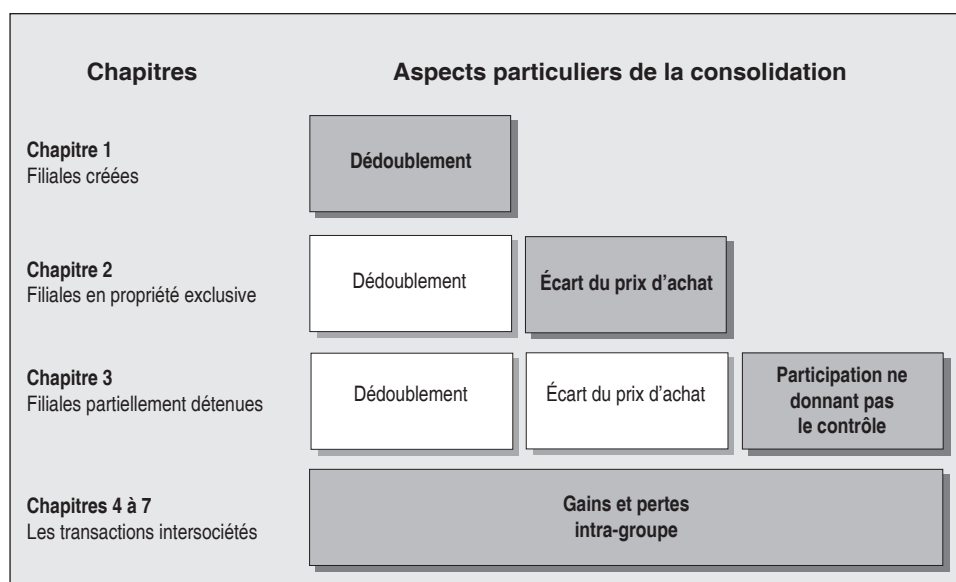 Chapitres
Aspects particuliers de la consolidation
Chapitre 1
Filiales créées
Dédoublement
Chapitre 2
Filiales en propriété exclusive
Dédoublement
Écart du prix d’achat
Chapitre 3
Filiales partiellement détenues
Dédoublement
Écart du prix d’achat
Participation ne
donnant pas
le contrôle
Chapitres 4 à 7
Les transactions intersociétés
Gains et pertes
intra-groupe